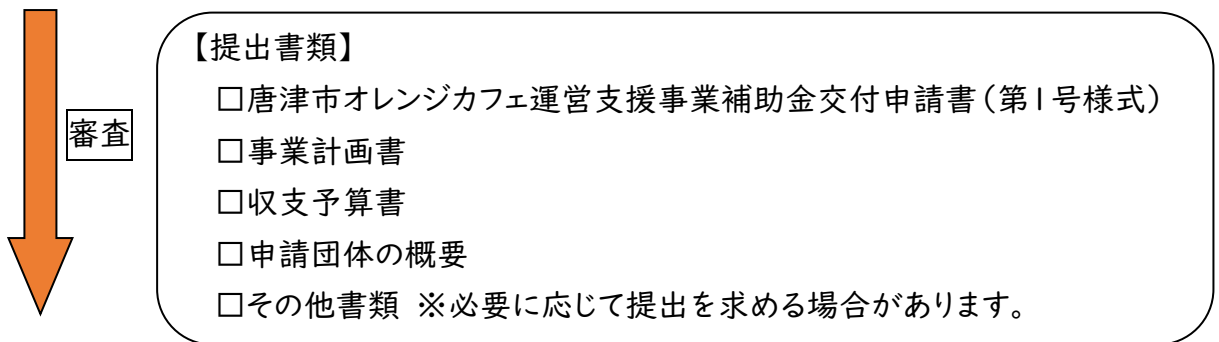 【提出書類】
□唐津市オレンジカフェ運営支援事業補助金交付申請書（第1号様式）
審査
□事業計画書
□収支予算書
□申請団体の概要
□その他書類 ※必要に応じて提出を求める場合があります。